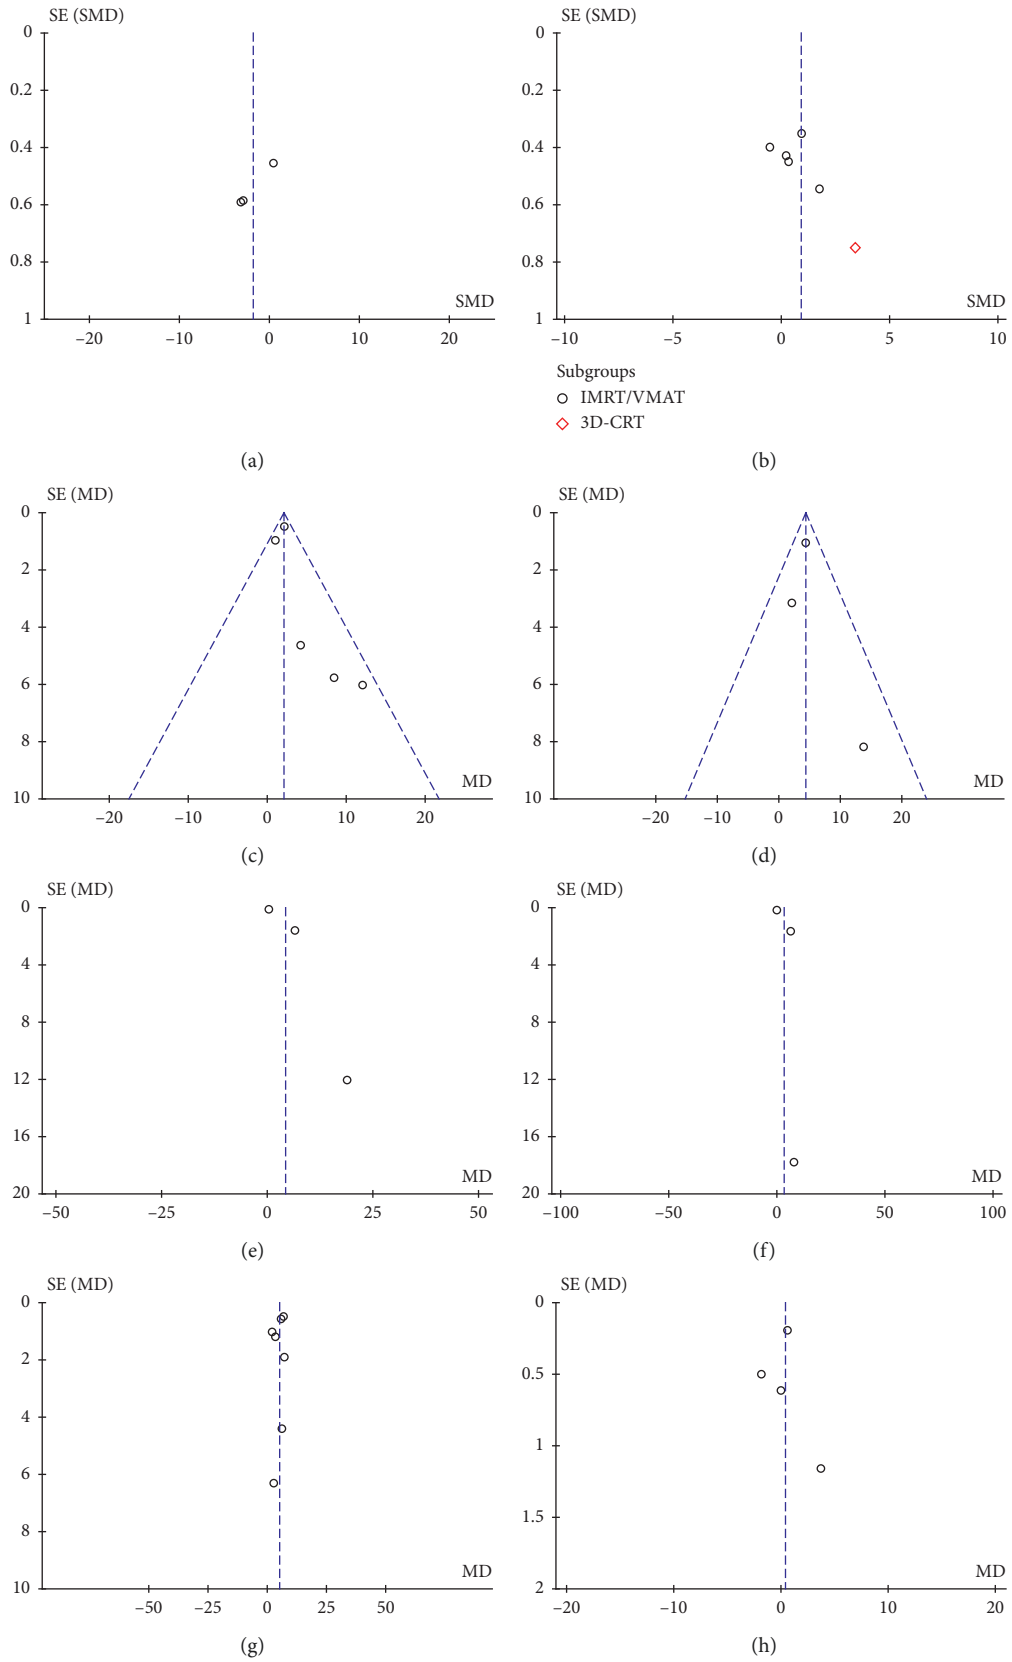 SE (SMD)
0
0.2
0.4
0.6
0.8
1
SMD
–20 –10 0 10 20
(a)
SE (SMD)
0
0.2
0.4
0.6
0.8
1
SMD
–10 –5 0 5 10
Subgroups
IMRT/VMAT
3D-CRT
(b)
SE (MD)
0
2
4
6
8
10
MD
–20 –10 0 10 20
(c)
SE (MD)
0
2
4
6
8
10
MD
–20 –10 0 10 20
(d)
SE (MD)
0
4
8
12
16
20
MD
–50 –25 0 25 50
(e)
SE (MD)
0
4
8
12
16
20
MD
–100 –50 0 50 100
(f)
SE (MD)
0
2
4
6
8
10
MD
–50 –25 0 25 50
(g)
SE (MD)
0
0.5
1
1.5
2
MD
–20 –10 0 10 20
(h)